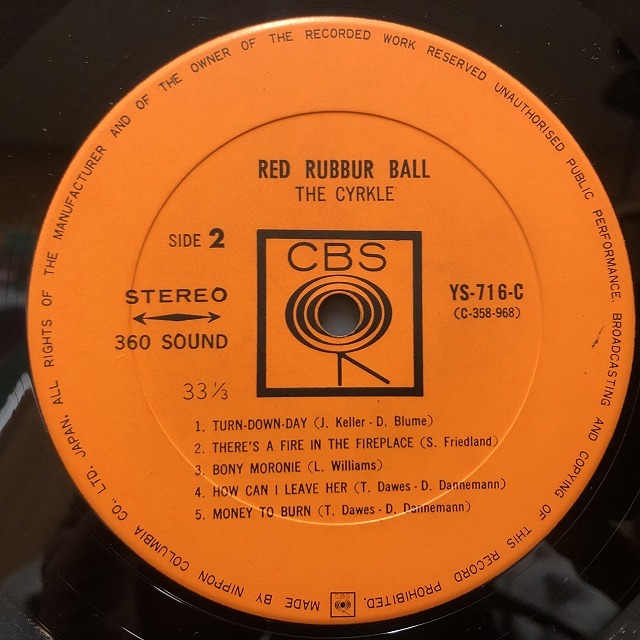 RED RUBBUR BALL
THE CYRKLE
SIDE 2
CBS
STEREO
360 SOUND
YS-716-C
(C-358-968)
33 1/3
1. TURN-DOWN-DAY (J. Keller - D. Blume)
2. THERE'S A FIRE IN THE FIREPLACE (S. Friedland)
3. BONY MORONIE (L. Williams)
4. HOW CAN I LEAVE HER (T. Dawes - D. Dannemann)
5. MONEY TO BURN (T. Dawes - D. Dannemann)
MADE BY NIPPON COLUMBIA CO., LTD. JAPAN. ALL RIGHTS OF THE MANUFACTURER AND OF THE OWNER OF THE RECORDED WORK RESERVED UNAUTHORISED PUBLIC PERFORMANCE. BROADCASTING AND COPYING OF THIS RECORD PROHIBITED.